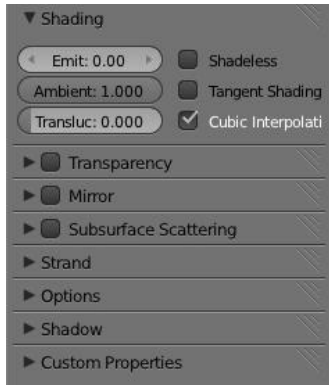 Shading
Emit: 0.00 Shadeless
Ambient: 1.000 Tangent Shading
Transluc: 0.000 Cubic Interpolati
Transparency
Mirror
Subsurface Scattering
Strand
Options
Shadow
Custom Properties